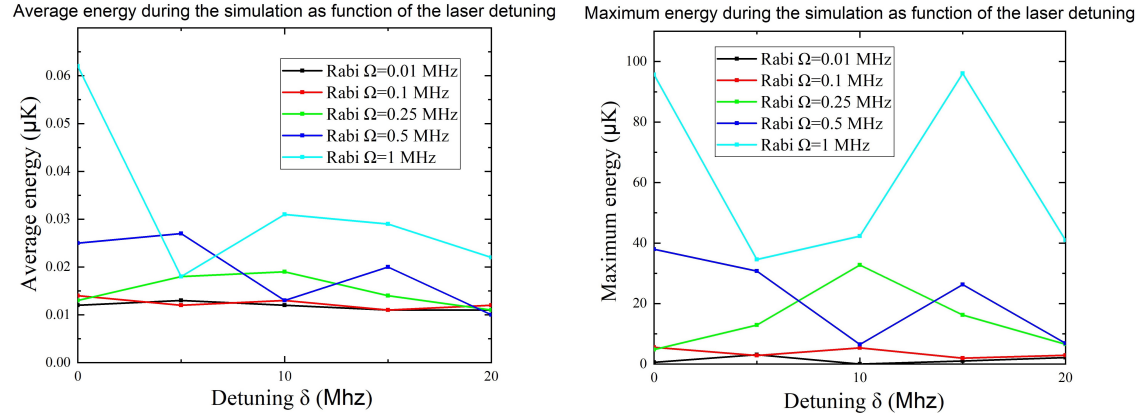 Average energy during the simulation as function of the laser detuning
0.06
0.05
0.04
0.03
0.02
0.01
0.00
Average energy (μK)
Rabi Ω=0.01 MHz
Rabi Ω=0.1 MHz
Rabi Ω=0.25 MHz
Rabi Ω=0.5 MHz
Rabi Ω=1 MHz
0
10
20
Detuning δ (Mhz)
Maximum energy during the simulation as function of the laser detuning
100
80
60
40
20
0
Maximum energy (μK)
Rabi Ω=0.01 MHz
Rabi Ω=0.1 MHz
Rabi Ω=0.25 MHz
Rabi Ω=0.5 MHz
Rabi Ω=1 MHz
0
10
20
Detuning δ (Mhz)